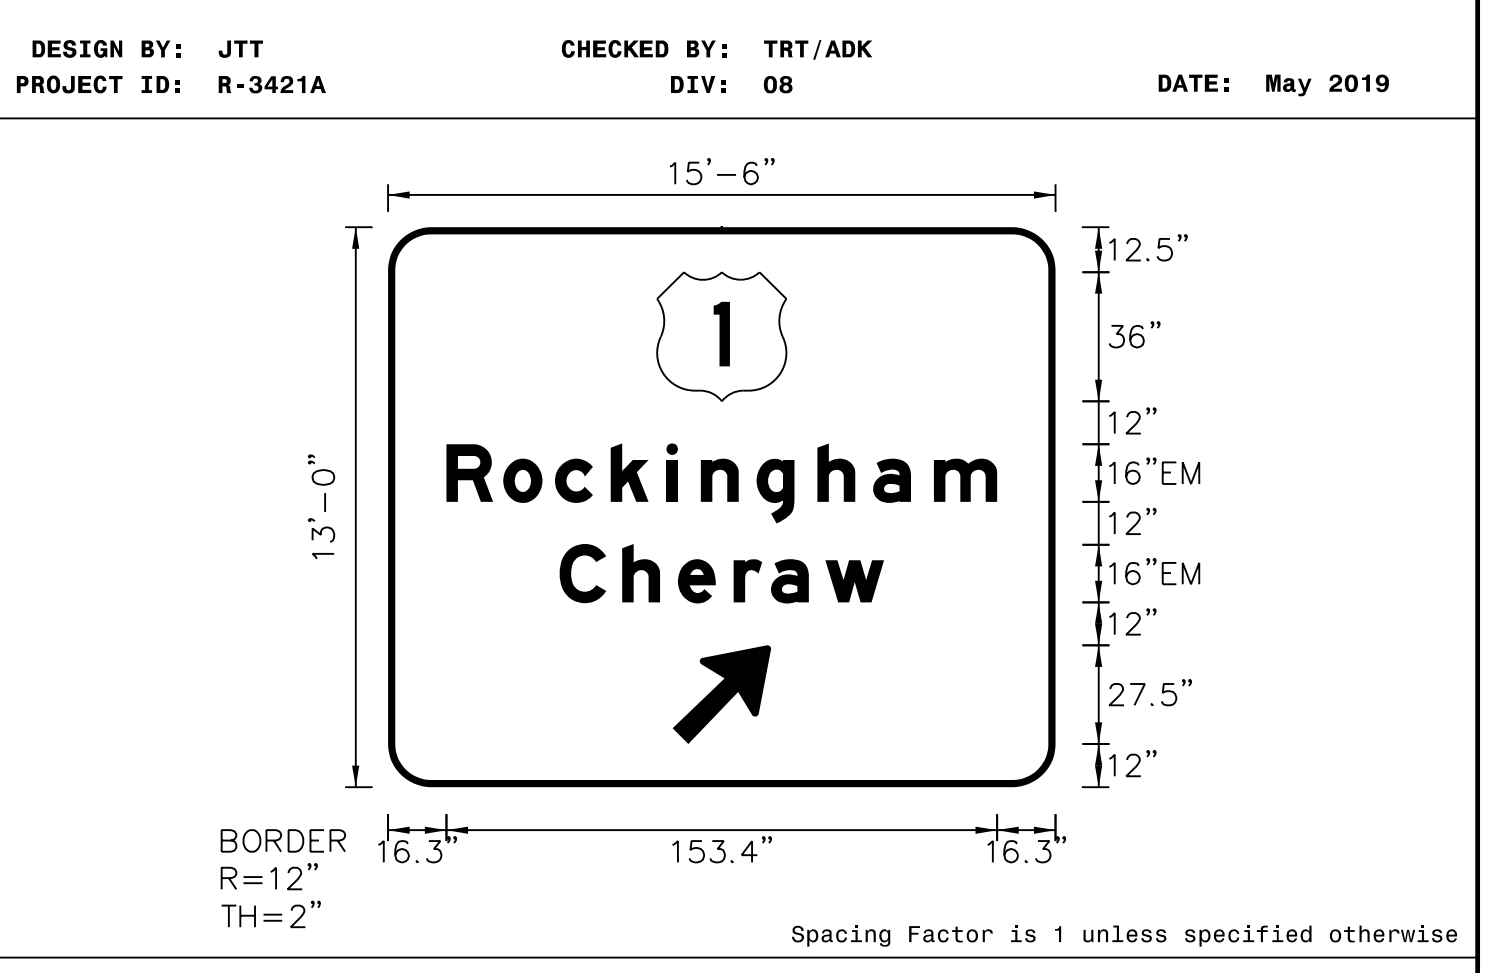 DESIGN BY: JTT CHECKED BY: TRT/ADK
PROJECT ID: R-3421A DIV: 08 DATE: May 2019
15'–6"
12.5"
1
36"
12"
13'–0"
Rockingham
16"EM
12"
Cheraw
16"EM
12"
27.5"
12"
BORDER
R=12"
TH=2"
16.3" 153.4" 16.3"
Spacing Factor is 1 unless specified otherwise